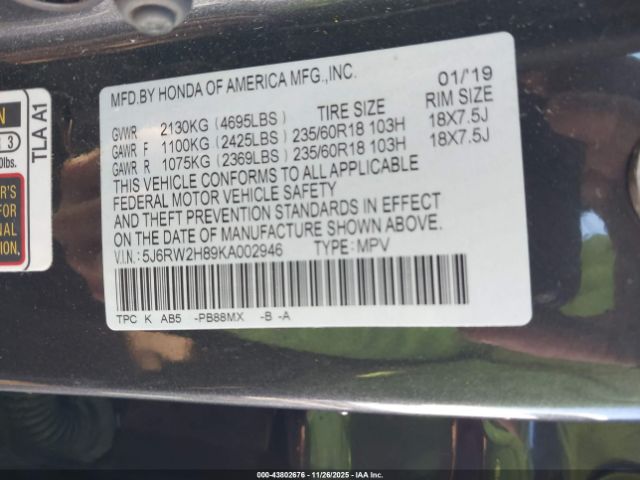 MFD.BY HONDA OF AMERICA MFG.,INC. 01/'19
TIRE SIZE RIM SIZE
GVWR 2130KG (4695LBS)
GAWR F 1100KG (2425LBS) 235/60R18 103H 18X7.5J
GAWR R 1075KG (2369LBS) 235/60R18 103H 18X7.5J
THIS VEHICLE CONFORMS TO ALL APPLICABLE
FEDERAL MOTOR VEHICLE SAFETY
AND THEFT PREVENTION STANDARDS IN EFFECT
ON THE DATE OF MANUFACTURE SHOWN ABOVE.
V.I.N.: 5J6RW2H89KA002946 TYPE: MPV
TPC K AB5 -PB88MX -B -A
TLA A1
3
lbs.
000-43802676 - 11/26/2025 - IAA Inc.